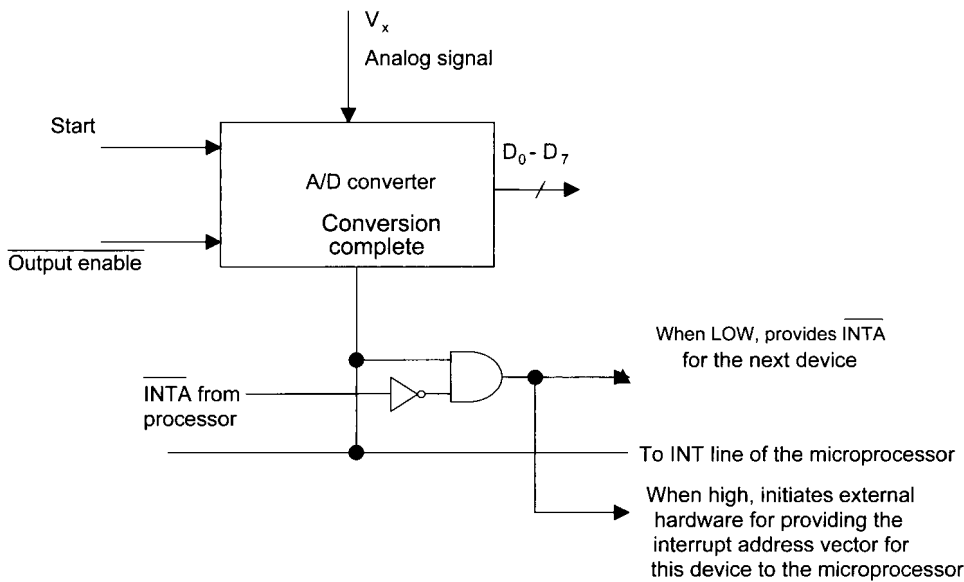 Vx
Analog signal
Start
D0 - D7
A/D converter
Conversion
complete
Output enable
When LOW, provides INTA
for the next device
INTA from
processor
To INT line of the microprocessor
When high, initiates external
hardware for providing the
interrupt address vector for
this device to the microprocessor